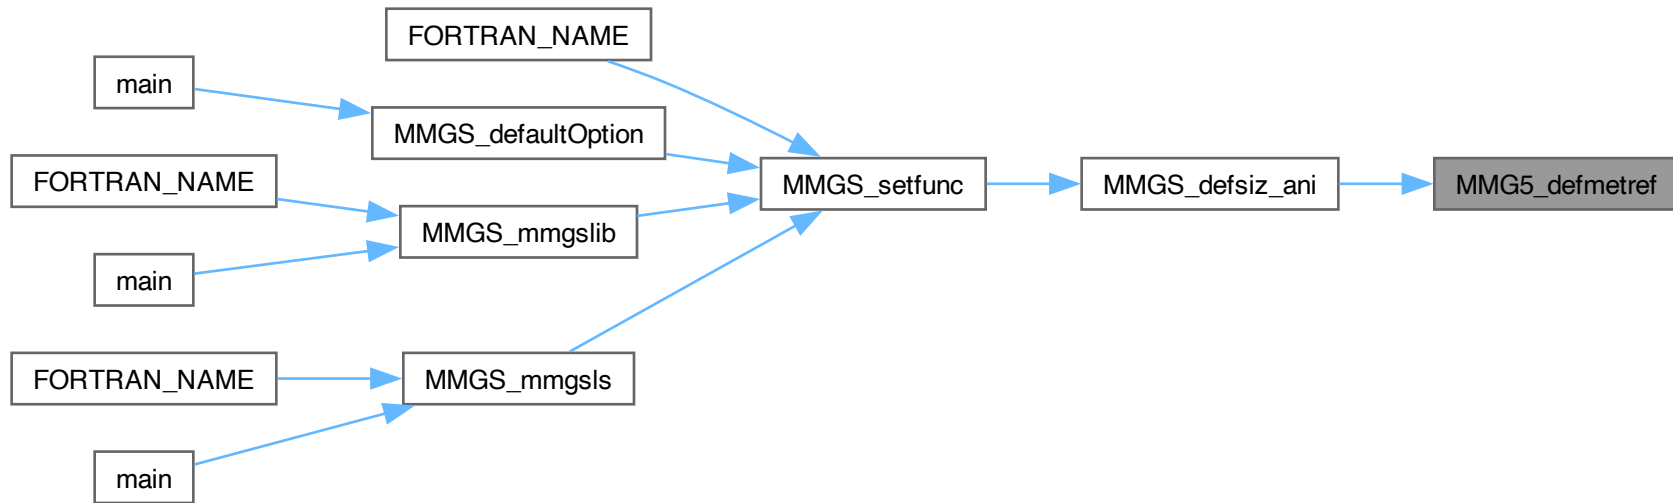 FORTRAN_NAME
main
MMGS_defaultOption
FORTRAN_NAME
MMGS_setfunc
MMGS_defsiz_ani
MMG5_defmetref
MMGS_mmgslib
main
FORTRAN_NAME
MMGS_mmgsls
main